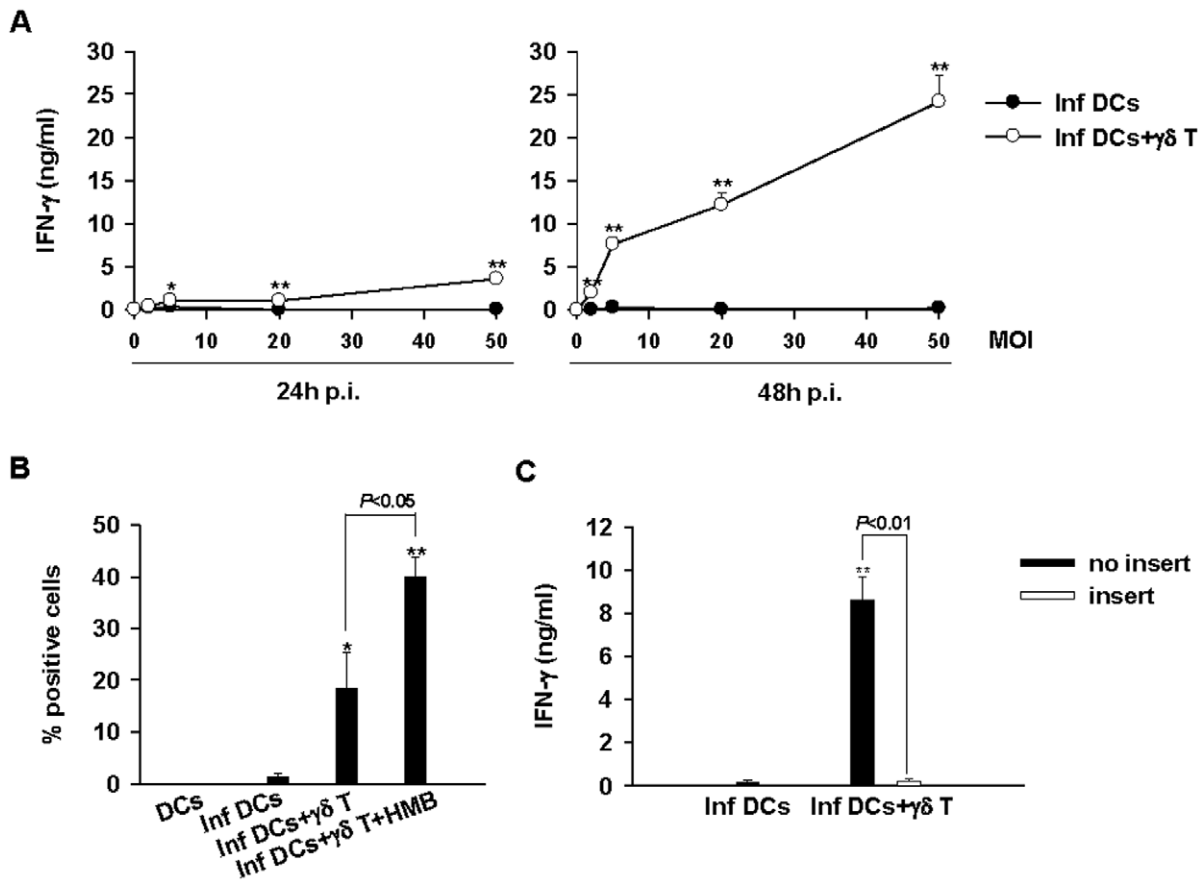 A
IFN-γ (ng/ml)
30
25
20
15
10
5
0
* ** **
0 10 20 30 40 50
24h p.i.
30
25
20
15
10
5
0
** ** ** **
0 10 20 30 40 50 MOI
48h p.i.
Inf DCs
Inf DCs+γδ T
B
% positive cells
50
40
30
20
10
0
P<0.05
* **
DCs
Inf DCs
Inf DCs+γδ T
Inf DCs+γδ T+HMB
C
IFN-γ (ng/ml)
12
10
8
6
4
2
0
P<0.01
**
Inf DCs Inf DCs+γδ T
no insert
insert